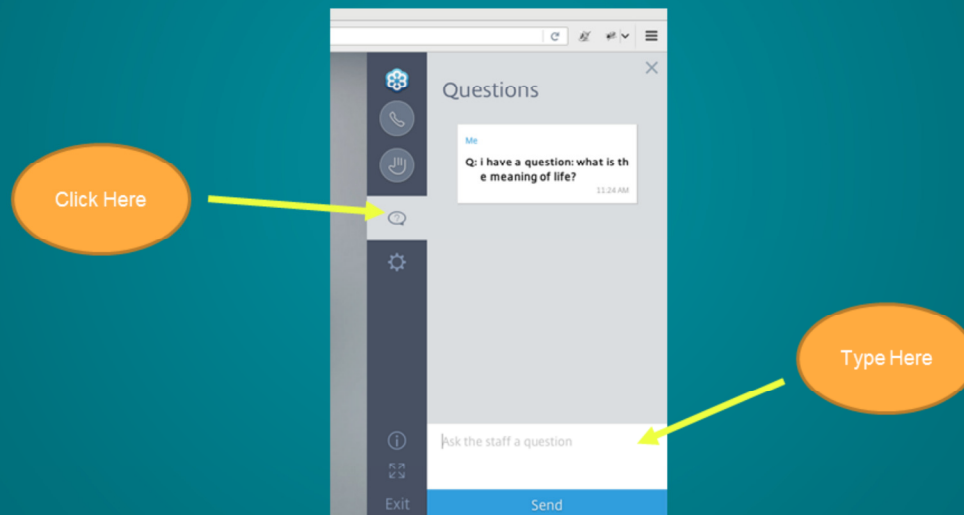 Questions
Me
Q: i have a question: what is th
e meaning of life?
11:24 AM
Click Here
?
Type Here
Ask the staff a question
Exit
Send